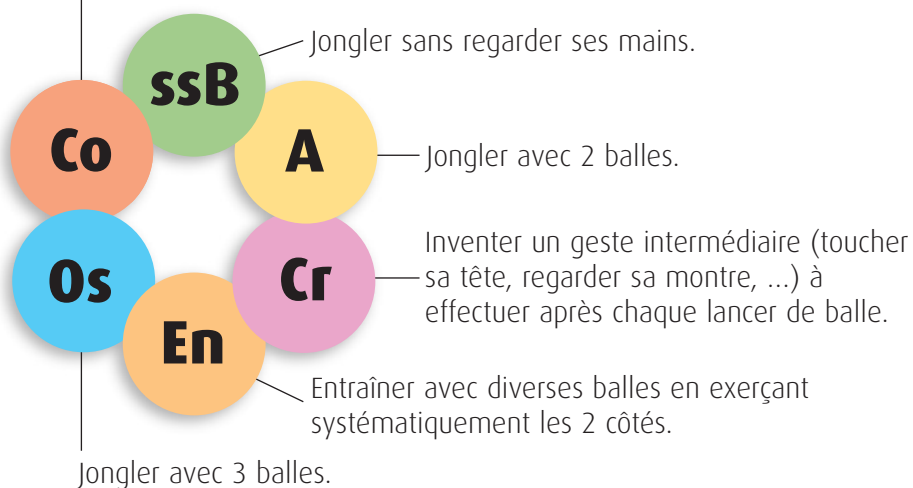 ssB
Jongler sans regarder ses mains.
Co
A
Jongler avec 2 balles.
Os
Cr
Inventer un geste intermédiaire (toucher
sa tête, regarder sa montre, ...) à
effectuer après chaque lancer de balle.
En
Entraîner avec diverses balles en exerçant
systématiquement les 2 côtés.
Jongler avec 3 balles.